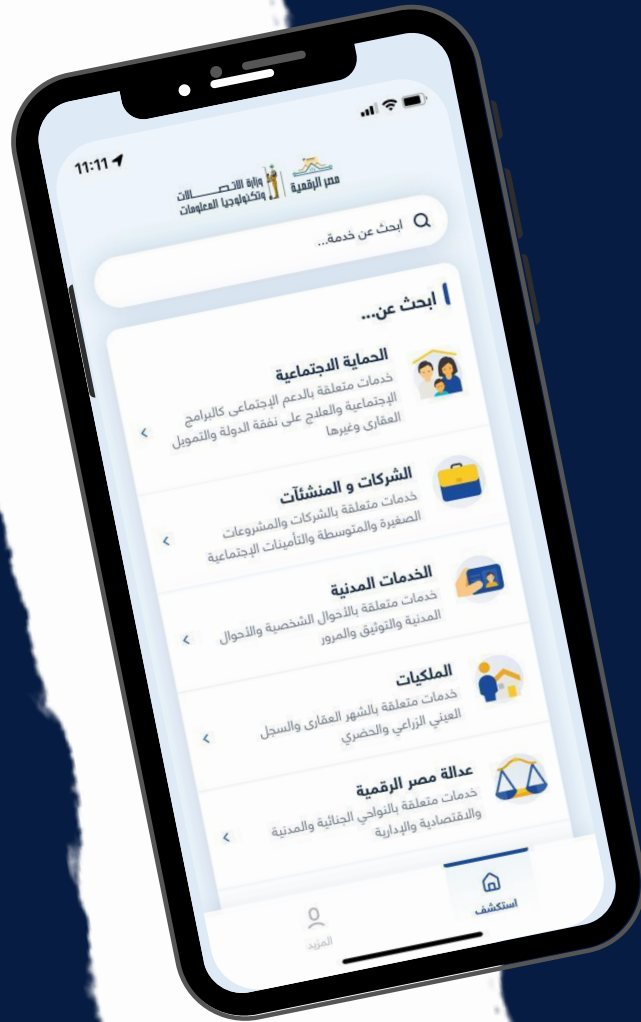 11:11
مصر الرقمية
وزارة الاتـصـــــالات
وتكنولوجيا المعلومات
ابحث عن خدمة...
ابحث عن...
الحماية الاجتماعية
خدمات متعلقة بالدعم الإجتماعى كالبرامج
الإجتماعية والعلاج على نفقة الدولة والتمويل
العقارى وغيرها
الشركات و المنشئآت
خدمات متعلقة بالشركات والمشروعات
الصغيرة والمتوسطة والتأمينات الإجتماعية
الخدمات المدنية
خدمات متعلقة بالأحوال الشخصية والأحوال
المدنية والتوثيق والمرور
الملكيات
خدمات متعلقة بالشهر العقارى والسجل
العيني الزراعي والحضري
عدالة مصر الرقمية
خدمات متعلقة بالنواحي الجنائية والمدنية
والاقتصادية والإدارية
استكشف
المزيد